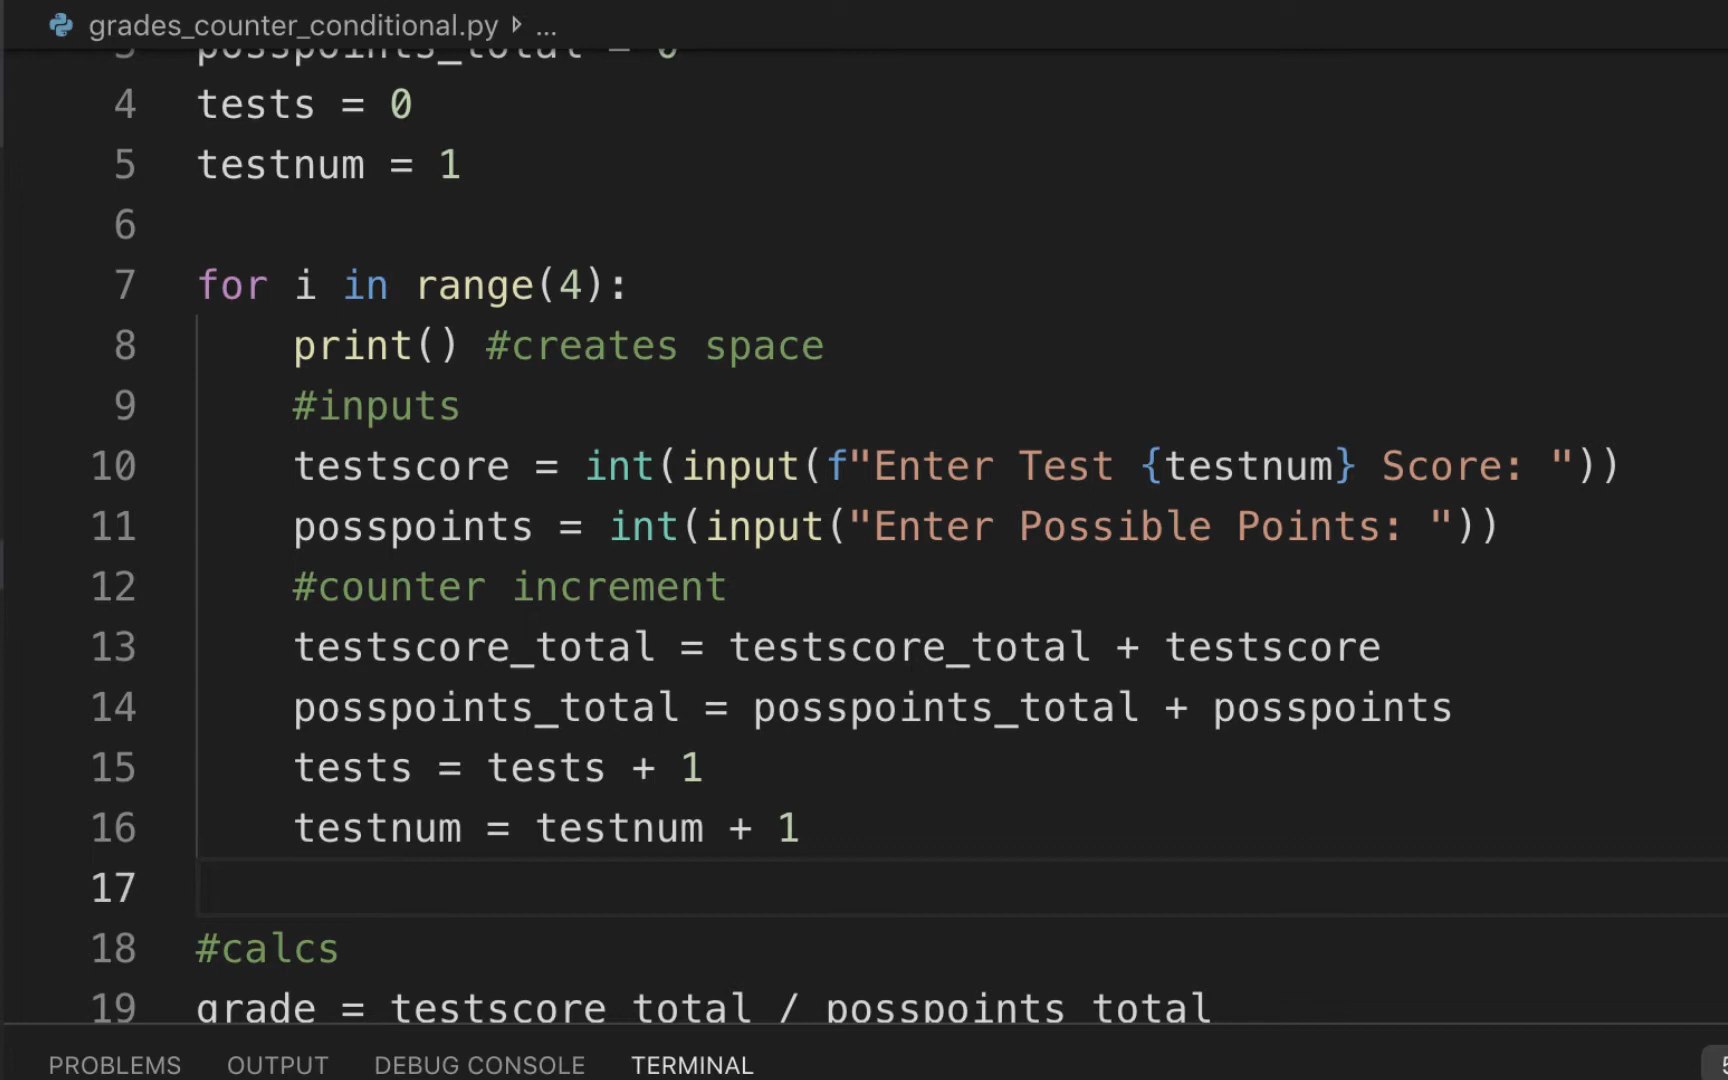 grades_counter_conditional.py ...
3 posspoints_total = 0
4 tests = 0
5 testnum = 1
6
7 for i in range(4):
8 print() #creates space
9 #inputs
10 testscore = int(input(f"Enter Test {testnum} Score: "))
11 posspoints = int(input("Enter Possible Points: "))
12 #counter increment
13 testscore_total = testscore_total + testscore
14 posspoints_total = posspoints_total + posspoints
15 tests = tests + 1
16 testnum = testnum + 1
17
18 #calcs
19 grade = testscore_total / posspoints_total
PROBLEMS OUTPUT DEBUG CONSOLE TERMINAL